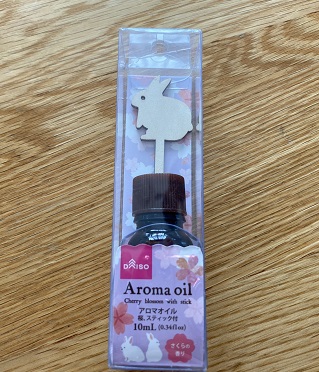 DAISO
Aroma oil
Cherry blossom with stick
アロマオイル
桜、スティック付
10mL (0.34fl oz)
さくらの
香り